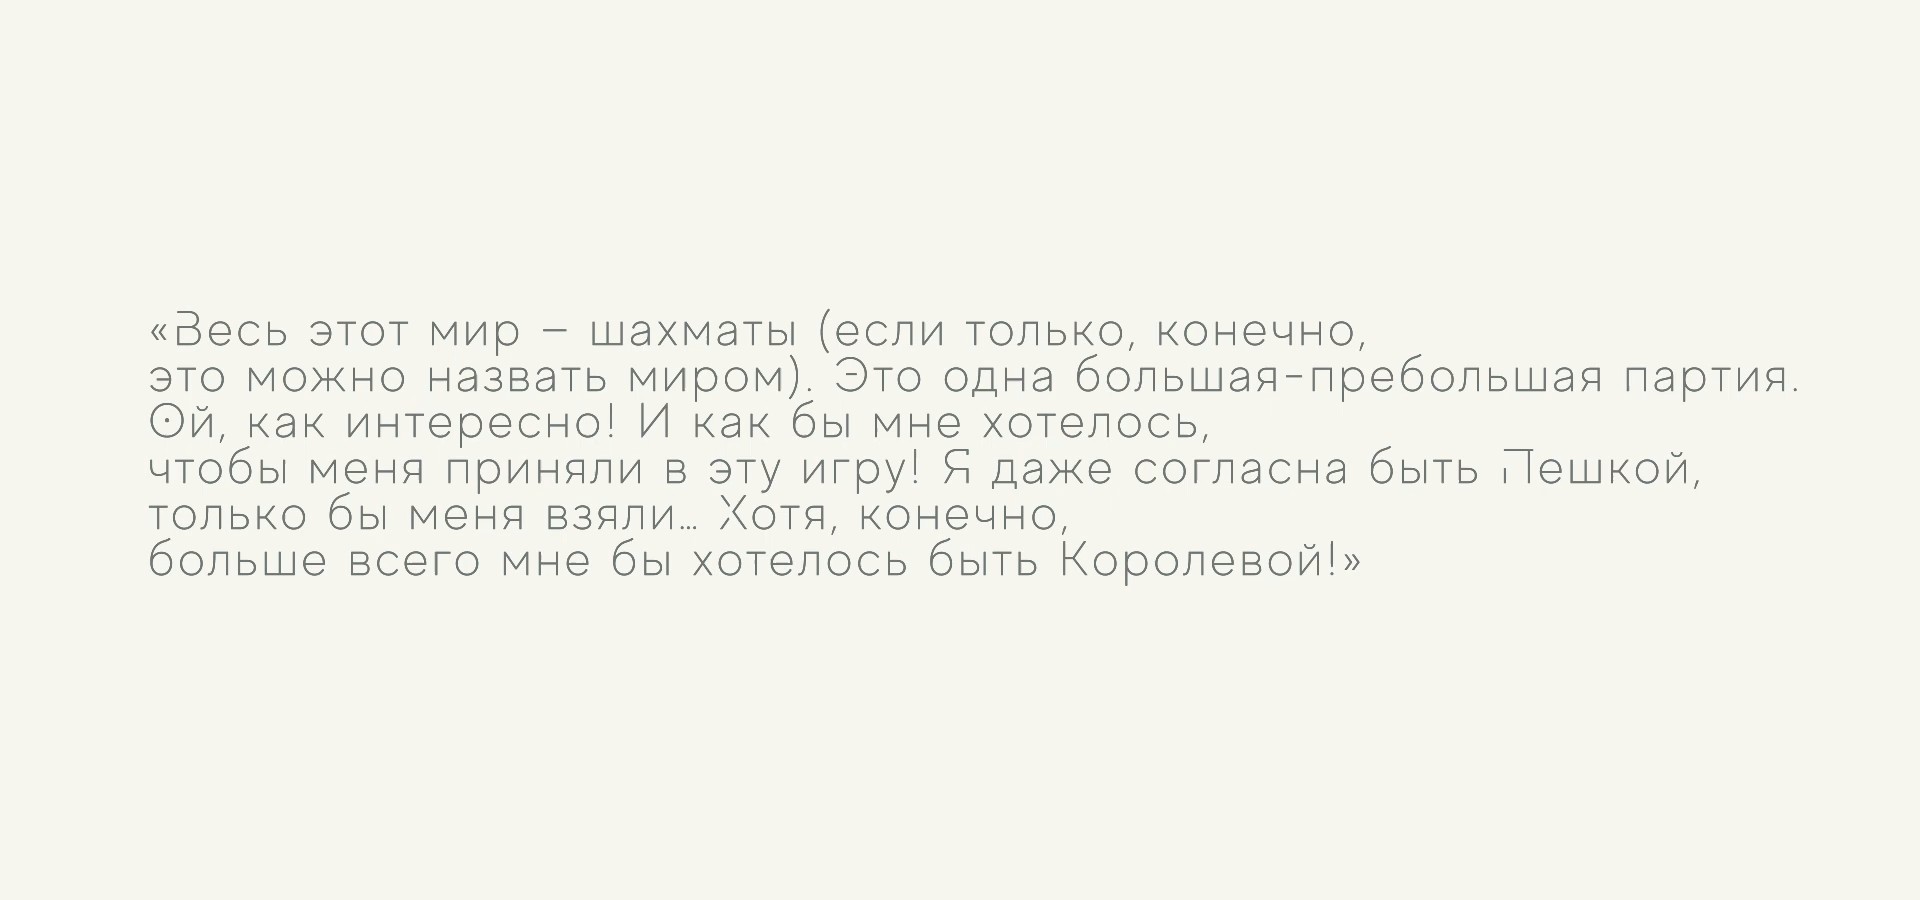 «Весь этот мир – шахматы (если только, конечно,
это можно назвать миром). Это одна большая-пребольшая партия.
Ой, как интересно! И как бы мне хотелось,
чтобы меня приняли в эту игру! Я даже согласна быть Пешкой,
только бы меня взяли… Хотя, конечно,
больше всего мне бы хотелось быть Королевой!»